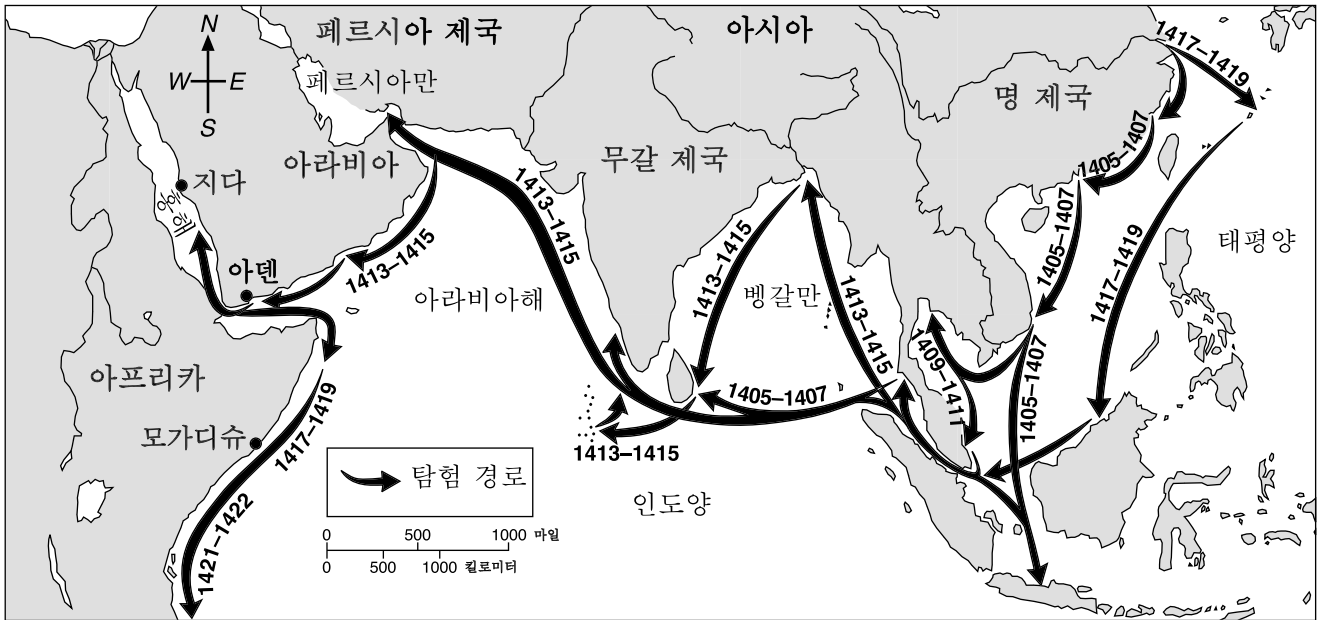 N
W E
S
페르시아 제국
페르시아만
아시아
명 제국
1417–1419
1405–1407
아라비아
지다
홍해
무갈 제국
1413–1415
1413–1415
1405–1407
1417–1419
태평양
아덴
1413–1415
아라비아해
벵갈만
1413–1415
1409–1411
1405–1407
아프리카
1405–1407
모가디슈
1417–1419
1413–1415
탐험 경로
인도양
1421–1422
0 500 1000 마일
0 500 1000 킬로미터